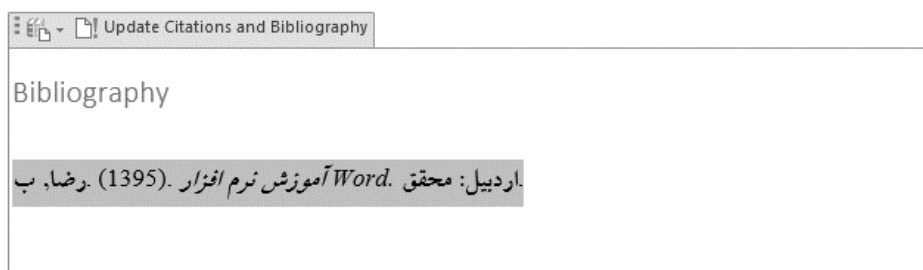 Update Citations and Bibliography
Bibliography
رضا, ب. (1395). آموزش نرم افزار Word. اردبیل: محقق.